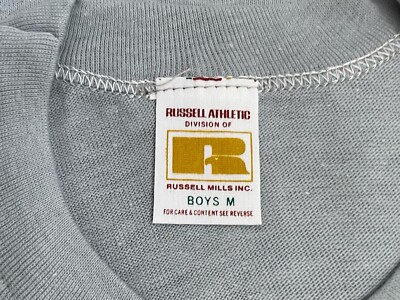 RUSSELL ATHLETIC
DIVISION OF
R
RUSSELL MILLS INC.
BOYS M
FOR CARE & CONTENT SEE REVERSE